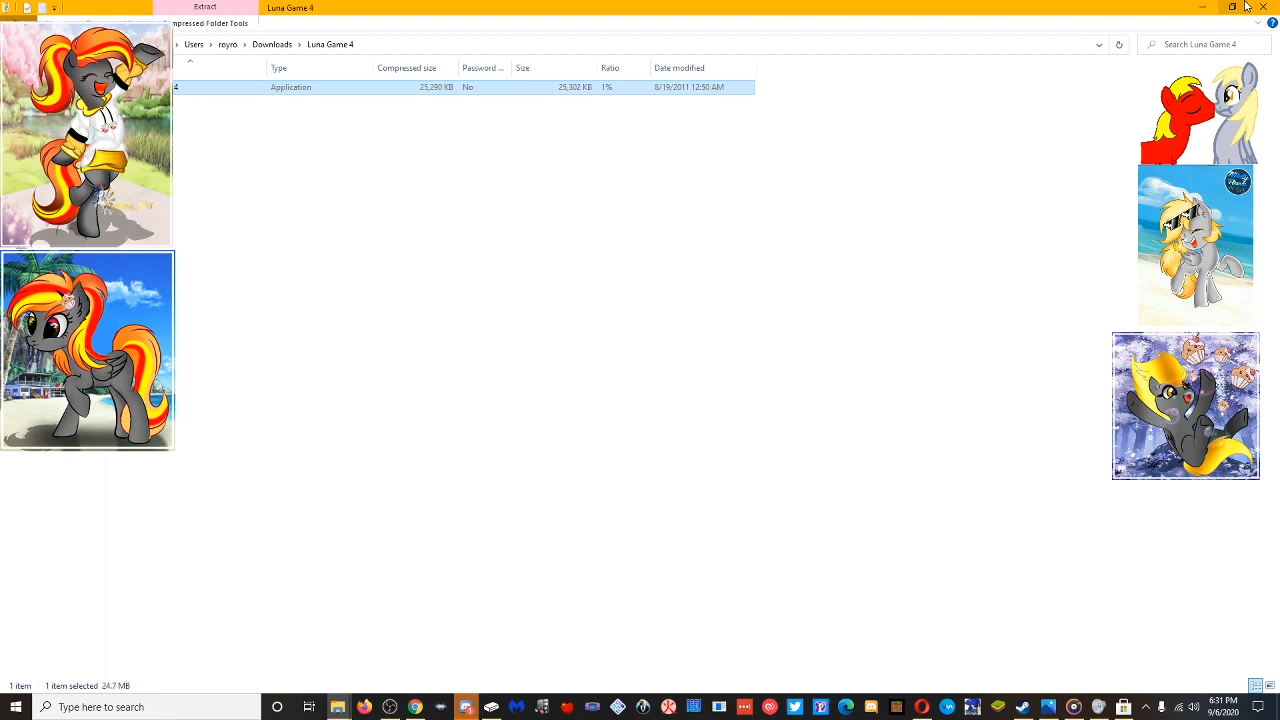 Extract
Luna Game 4
Compressed Folder Tools
Users
royro
Downloads
Luna Game 4
Search Luna Game 4
Type
Compressed size
Password ...
Size
Ratio
Date modified
4
Application
25,290 KB
No
25,302 KB
1%
8/19/2011 12:50 AM
1 item
1 item selected 24.7 MB
Type here to search
6:31 PM
9/6/2020